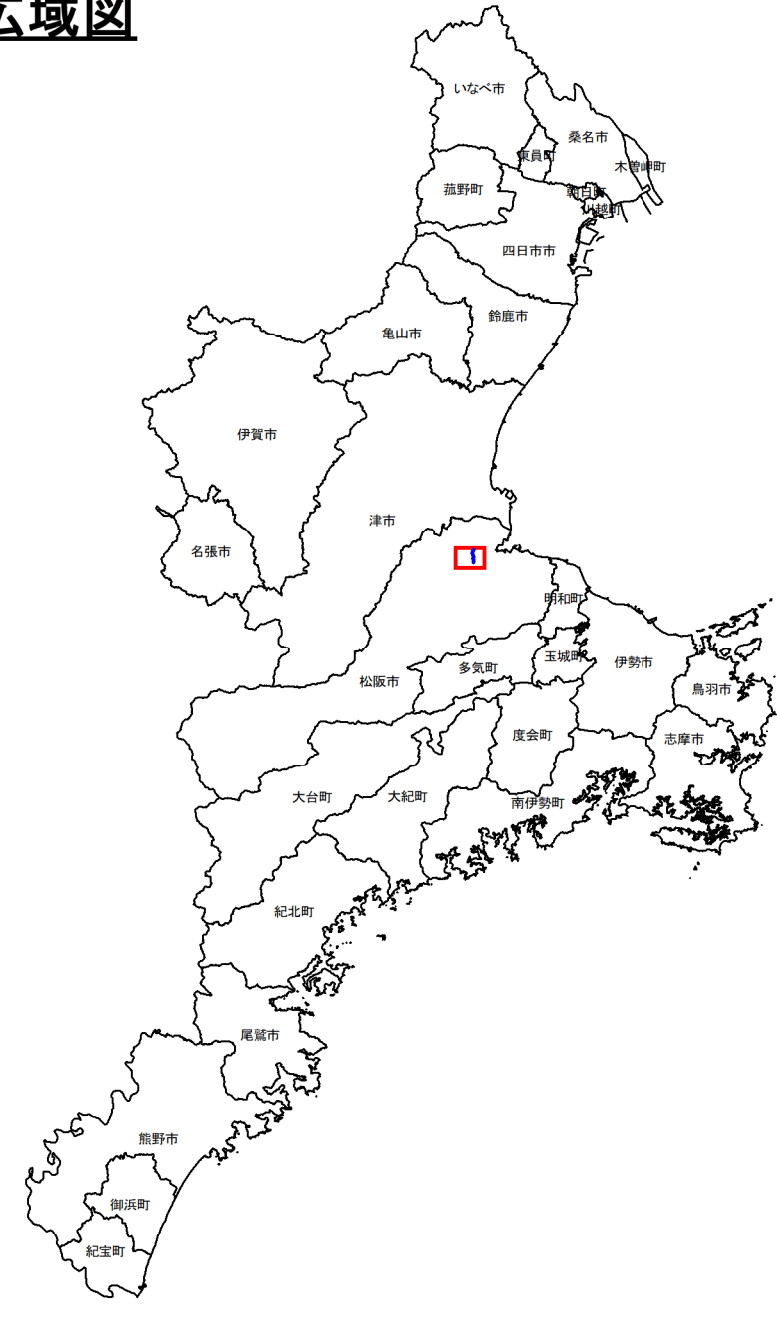 広域図
いなべ市
桑名市
東員町
木曽岬町
菰野町
朝日町
川越町
四日市市
鈴鹿市
亀山市
伊賀市
津市
名張市
明和町
玉城町
伊勢市
多気町
松阪市
鳥羽市
度会町
志摩市
大台町
大紀町
南伊勢町
紀北町
尾鷲市
熊野市
御浜町
紀宝町